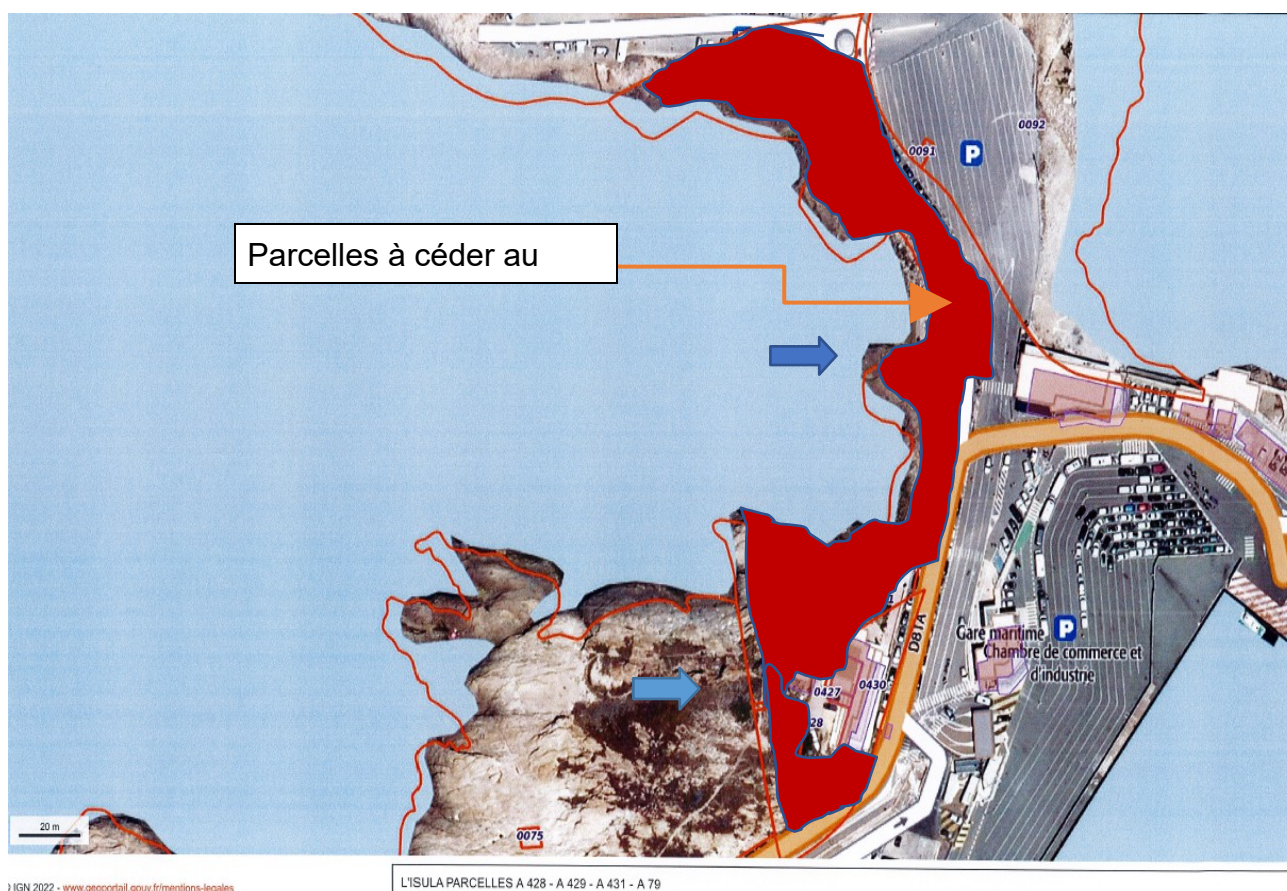 P
0092
0091
Parcelles à céder au
D81A
Gare maritime P
Chambre de commerce et
d'industrie
0427
0430
28
20 m
0075
IGN 2022 - www.geoportail.gouv.fr/mentions-legales
L'ISULA PARCELLES A 428 - A 429 - A 431 - A 79